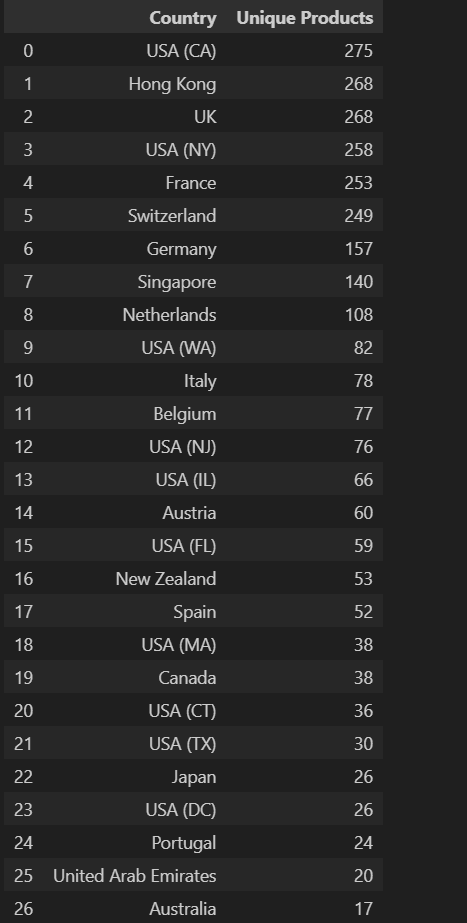 Country Unique Products
0 USA (CA) 275
1 Hong Kong 268
2 UK 268
3 USA (NY) 258
4 France 253
5 Switzerland 249
6 Germany 157
7 Singapore 140
8 Netherlands 108
9 USA (WA) 82
10 Italy 78
11 Belgium 77
12 USA (NJ) 76
13 USA (IL) 66
14 Austria 60
15 USA (FL) 59
16 New Zealand 53
17 Spain 52
18 USA (MA) 38
19 Canada 38
20 USA (CT) 36
21 USA (TX) 30
22 Japan 26
23 USA (DC) 26
24 Portugal 24
25 United Arab Emirates 20
26 Australia 17